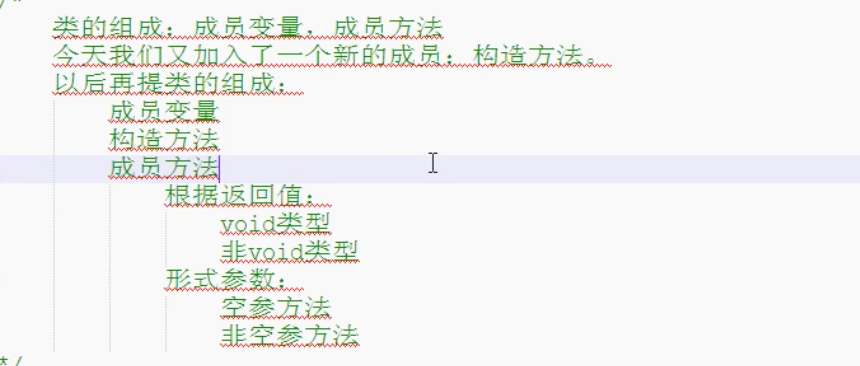 /*
类的组成：成员变量，成员方法
今天我们又加入了一个新的成员：构造方法。
以后再提类的组成：
成员变量
构造方法
成员方法
根据返回值：
void类型
非void类型
形式参数：
空参方法
非空参方法
*/